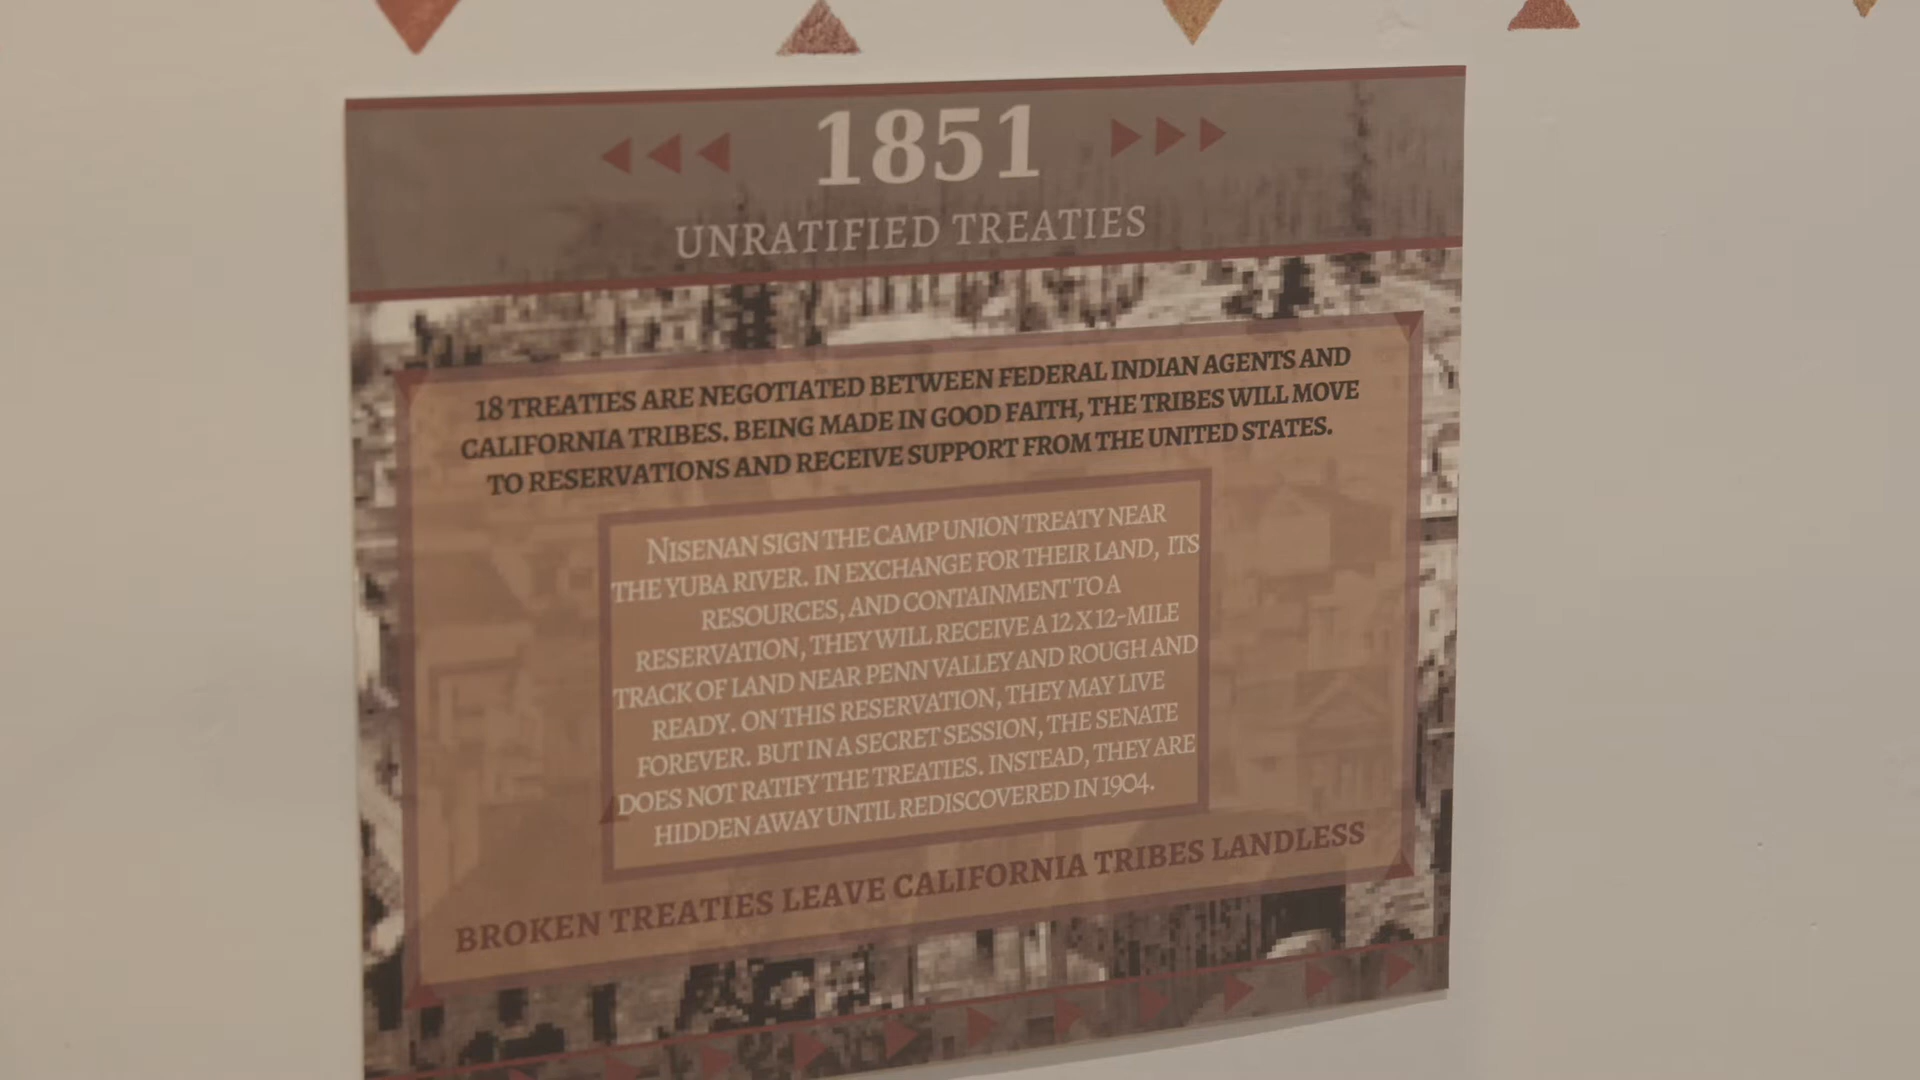 1851
UNRATIFIED TREATIES
18 TREATIES ARE NEGOTIATED BETWEEN FEDERAL INDIAN AGENTS AND
CALIFORNIA TRIBES. BEING MADE IN GOOD FAITH, THE TRIBES WILL MOVE
TO RESERVATIONS AND RECEIVE SUPPORT FROM THE UNITED STATES.
NISENAN SIGN THE CAMP UNION TREATY NEAR
THE YUBA RIVER. IN EXCHANGE FOR THEIR LAND, ITS
RESOURCES, AND CONTAINMENT TO A
RESERVATION, THEY WILL RECEIVE A 12 X 12-MILE
TRACK OF LAND NEAR PENN VALLEY AND ROUGH AND
READY. ON THIS RESERVATION, THEY MAY LIVE
FOREVER. BUT IN A SECRET SESSION, THE SENATE
DOES NOT RATIFY THE TREATIES. INSTEAD, THEY ARE
HIDDEN AWAY UNTIL REDISCOVERED IN 1904.
BROKEN TREATIES LEAVE CALIFORNIA TRIBES LANDLESS